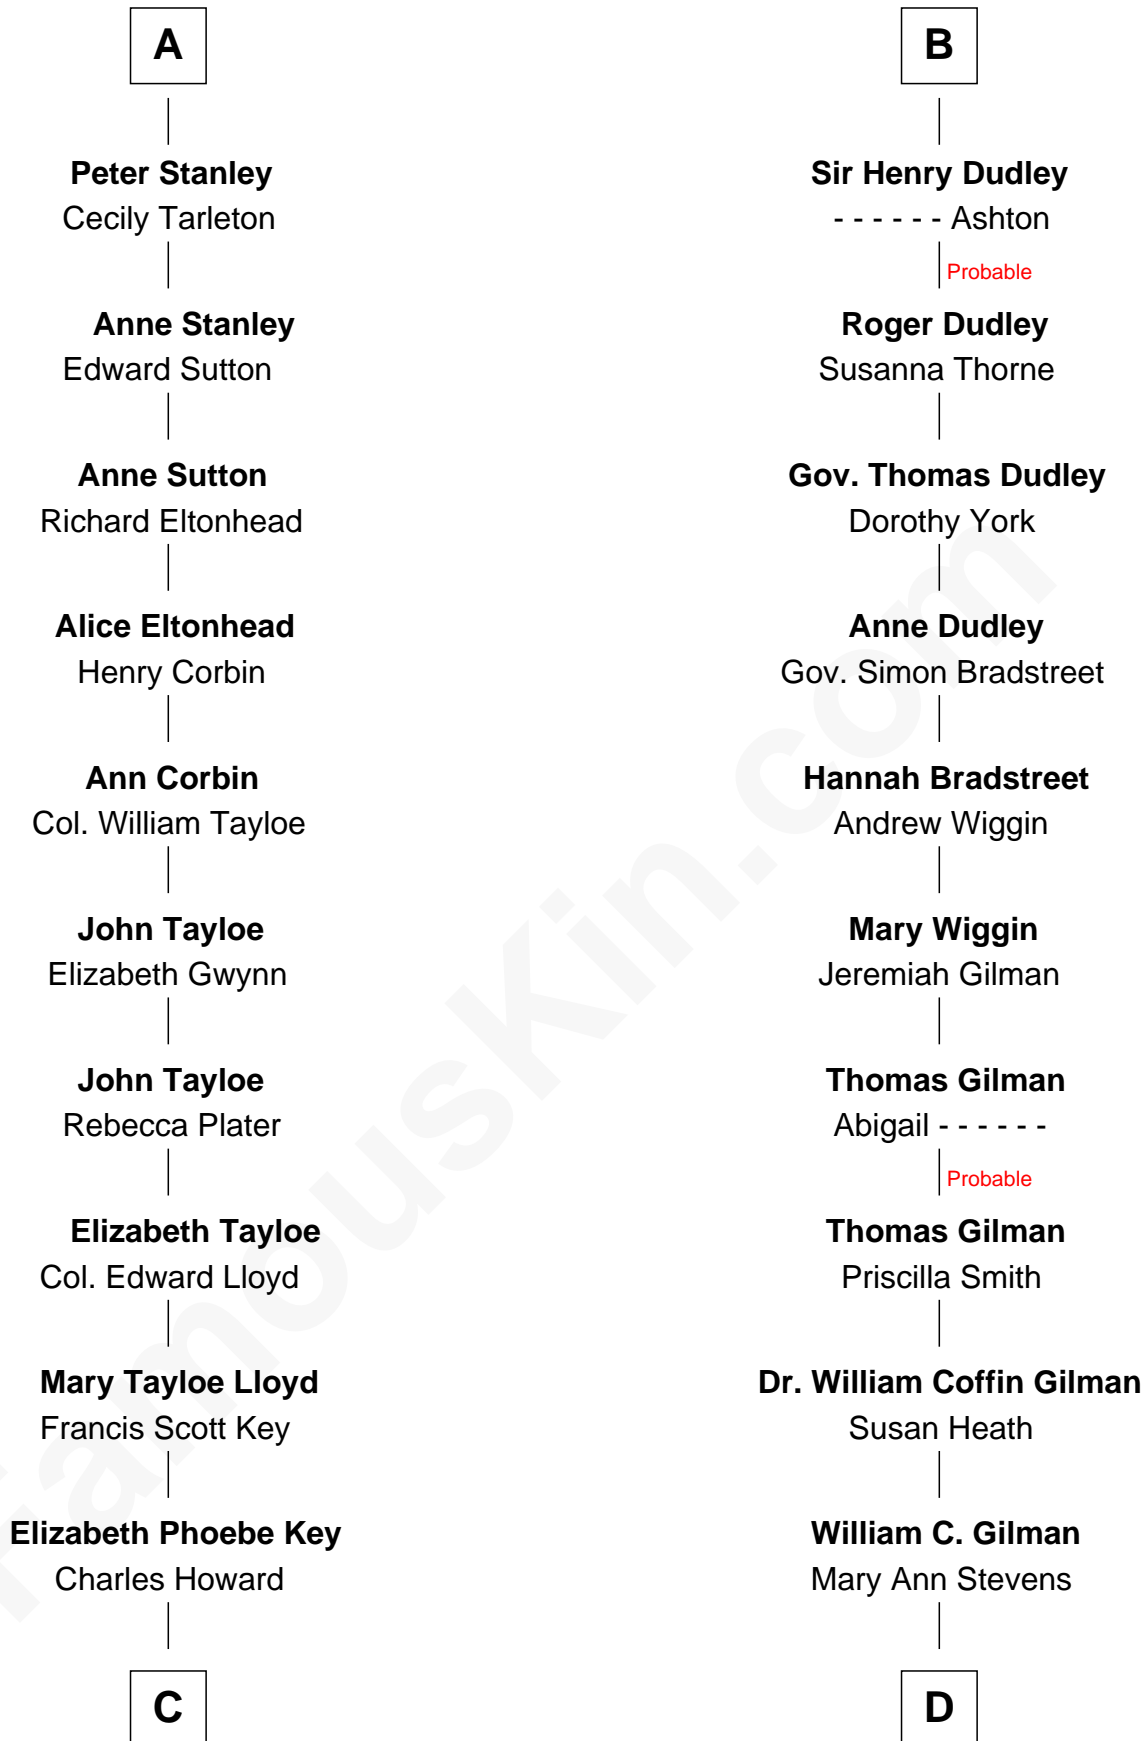 A
Peter Stanley
Cecily Tarleton
Anne Stanley
Edward Sutton
Anne Sutton
Richard Eltonhead
Alice Eltonhead
Henry Corbin
Ann Corbin
Col. William Tayloe
John Tayloe
Elizabeth Gwynn
John Tayloe
Rebecca Plater
Elizabeth Tayloe
Col. Edward Lloyd
Mary Tayloe Lloyd
Francis Scott Key
Elizabeth Phoebe Key
Charles Howard
C
B
Sir Henry Dudley
- - - - - - Ashton
Probable
Roger Dudley
Susanna Thorne
Gov. Thomas Dudley
Dorothy York
Anne Dudley
Gov. Simon Bradstreet
Hannah Bradstreet
Andrew Wiggin
Mary Wiggin
Jeremiah Gilman
Thomas Gilman
Abigail - - - - - -
Probable
Thomas Gilman
Priscilla Smith
Dr. William Coffin Gilman
Susan Heath
William C. Gilman
Mary Ann Stevens
D
FamousKin.com